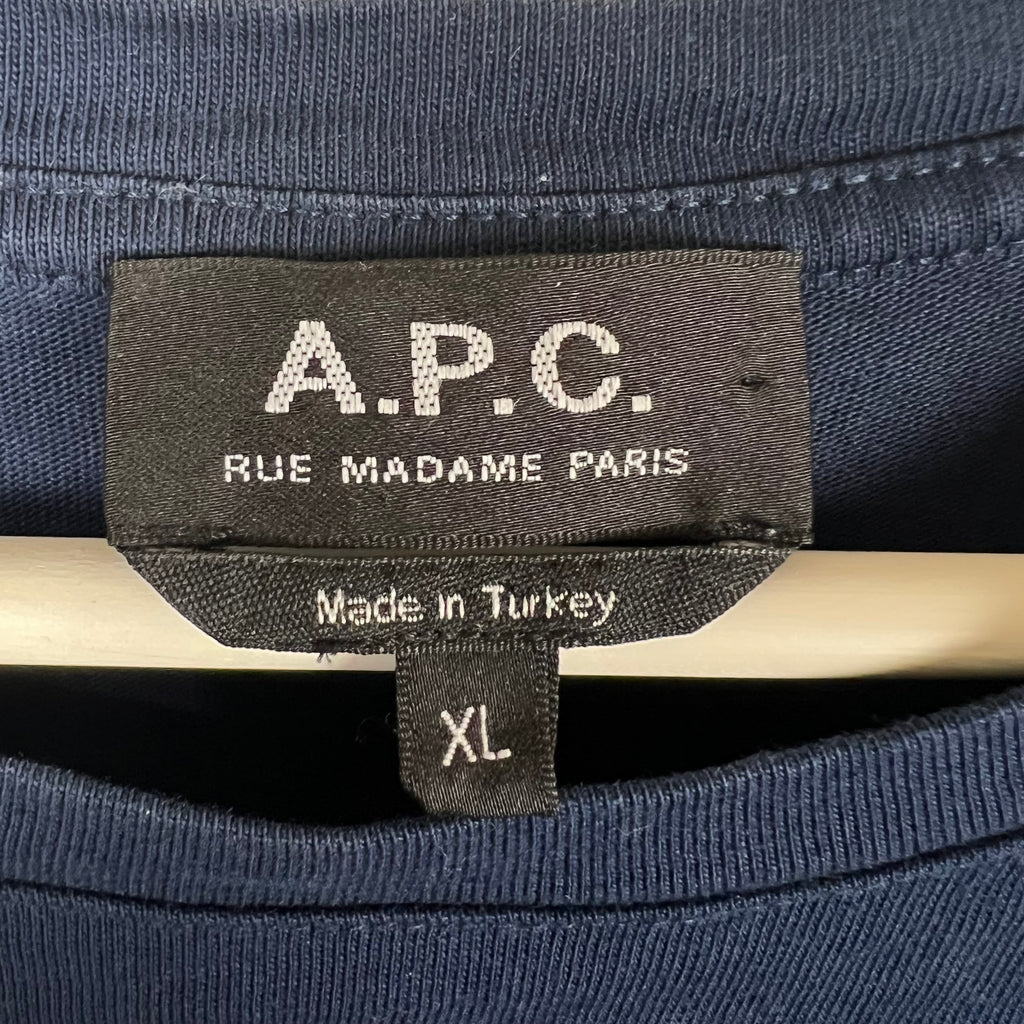 A.P.C.
RUE MADAME PARIS
Made in Turkey
XL